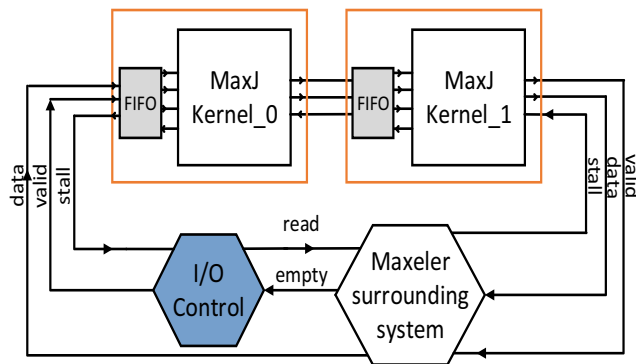 MaxJ
Kernel_0
FIFO
MaxJ
Kernel_1
FIFO
data
valid
stall
stall
data
valid
read
empty
I/O
Control
Maxeler
surrounding
system